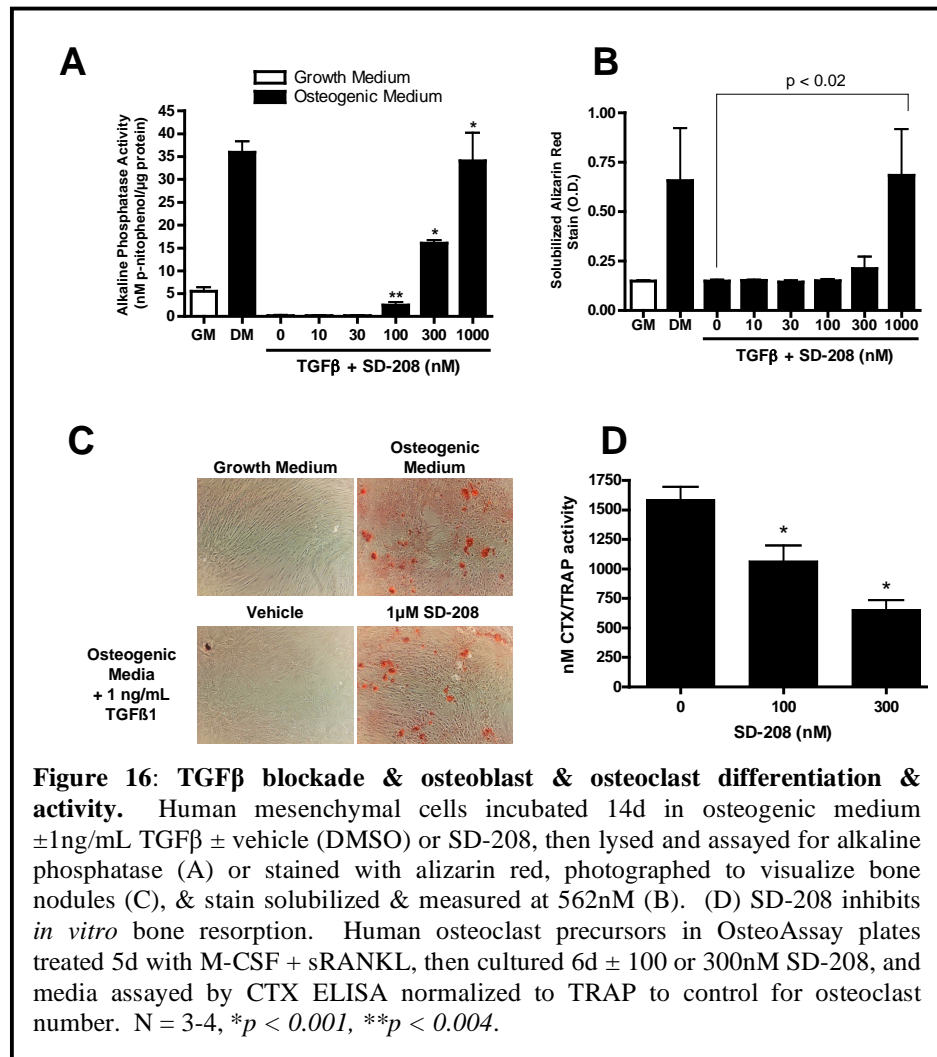 A
Growth Medium
Osteogenic Medium
Alkaline Phosphatase Activity
(nM p-nitophenol/µg protein)
45
40
35
30
25
20
15
10
5
0
*
*
**
GM DM 0 10 30 100 300 1000
TGFβ + SD-208 (nM)
B
p < 0.02
Solubilized Alizarin Red
Stain (O.D.)
1.00
0.75
0.50
0.25
0.00
GM DM 0 10 30 100 300 1000
TGFβ + SD-208 (nM)
C
Growth Medium
Osteogenic
Medium
Vehicle
1µM SD-208
Osteogenic
Media
+ 1 ng/mL
TGFß1
D
nM CTX/TRAP activity
1750
1500
1250
1000
750
500
250
0
*
*
0 100 300
SD-208 (nM)
Figure 16: TGFβ blockade & osteoblast & osteoclast differentiation &
activity. Human mesenchymal cells incubated 14d in osteogenic medium
±1ng/mL TGFβ ± vehicle (DMSO) or SD-208, then lysed and assayed for alkaline
phosphatase (A) or stained with alizarin red, photographed to visualize bone
nodules (C), & stain solubilized & measured at 562nM (B). (D) SD-208 inhibits
in vitro bone resorption. Human osteoclast precursors in OsteoAssay plates
treated 5d with M-CSF + sRANKL, then cultured 6d ± 100 or 300nM SD-208, and
media assayed by CTX ELISA normalized to TRAP to control for osteoclast
number. N = 3-4, *p < 0.001, **p < 0.004.